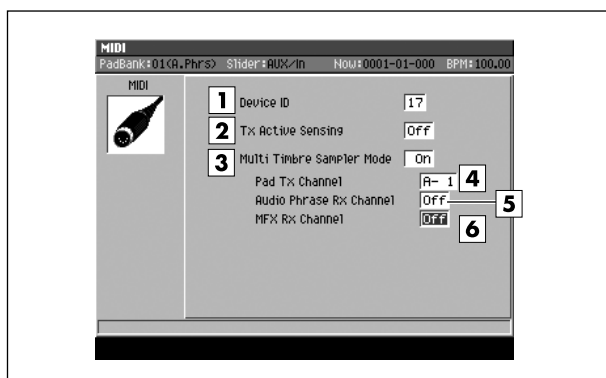 MIDI
PadBank:01(A.Phrs) Slider:AUX/In Now:0001-01-000 BPM:100.00
MIDI
1 Device ID 17
2 Tx Active Sensing Off
3 Multi Timbre Sampler Mode On
Pad Tx Channel A- 1 4
Audio Phrase Rx Channel Off 5
MFX Rx Channel Off 6